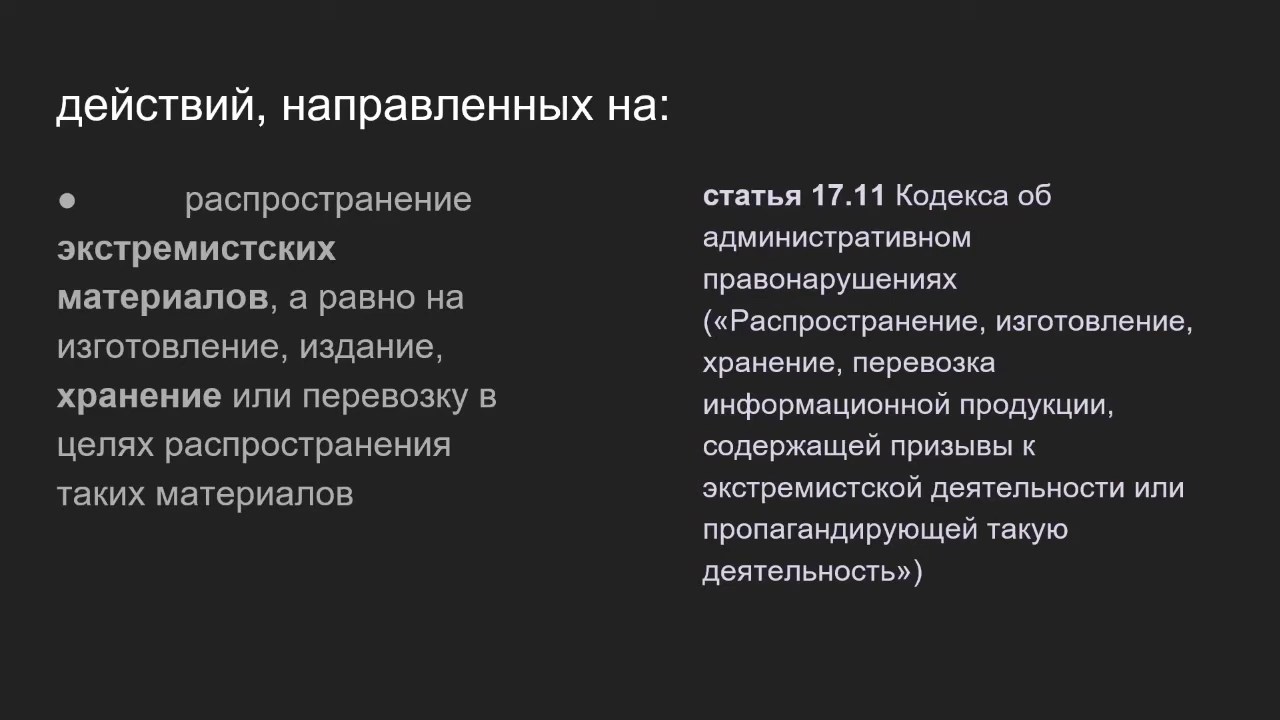 действий, направленных на:
● распространение
экстремистских
материалов, а равно на
изготовление, издание,
хранение или перевозку в
целях распространения
таких материалов
статья 17.11 Кодекса об
административном
правонарушениях
(«Распространение, изготовление,
хранение, перевозка
информационной продукции,
содержащей призывы к
экстремистской деятельности или
пропагандирующей такую
деятельность»)